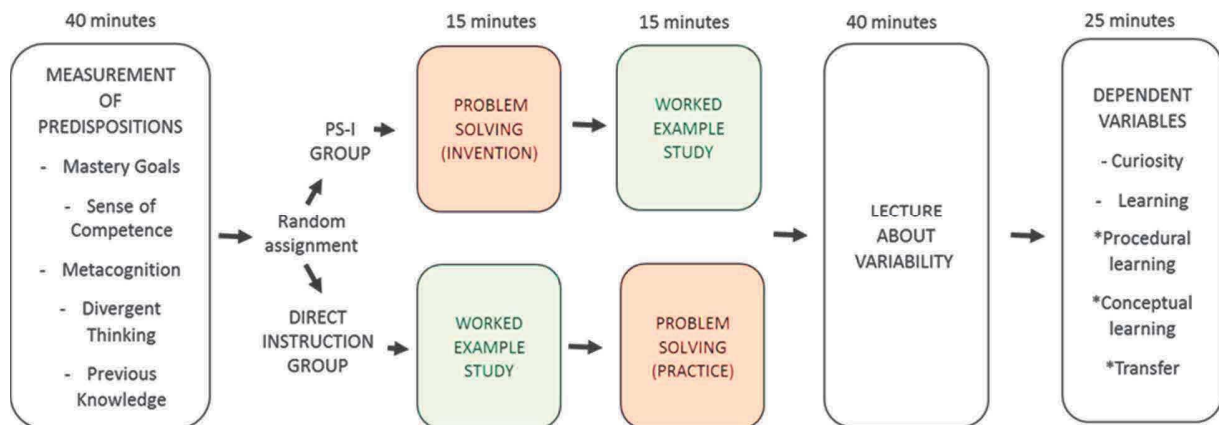 40 minutes
15 minutes
15 minutes
40 minutes
25 minutes
MEASUREMENT
OF
PREDISPOSITIONS
- Mastery Goals
- Sense of
Competence
- Metacognition
- Divergent
Thinking
- Previous
Knowledge
Random
assignment
PS-I
GROUP
PROBLEM
SOLVING
(INVENTION)
WORKED
EXAMPLE
STUDY
DIRECT
INSTRUCTION
GROUP
WORKED
EXAMPLE
STUDY
PROBLEM
SOLVING
(PRACTICE)
LECTURE
ABOUT
VARIABILITY
DEPENDENT
VARIABLES
- Curiosity
- Learning
*Procedural
learning
*Conceptual
learning
*Transfer